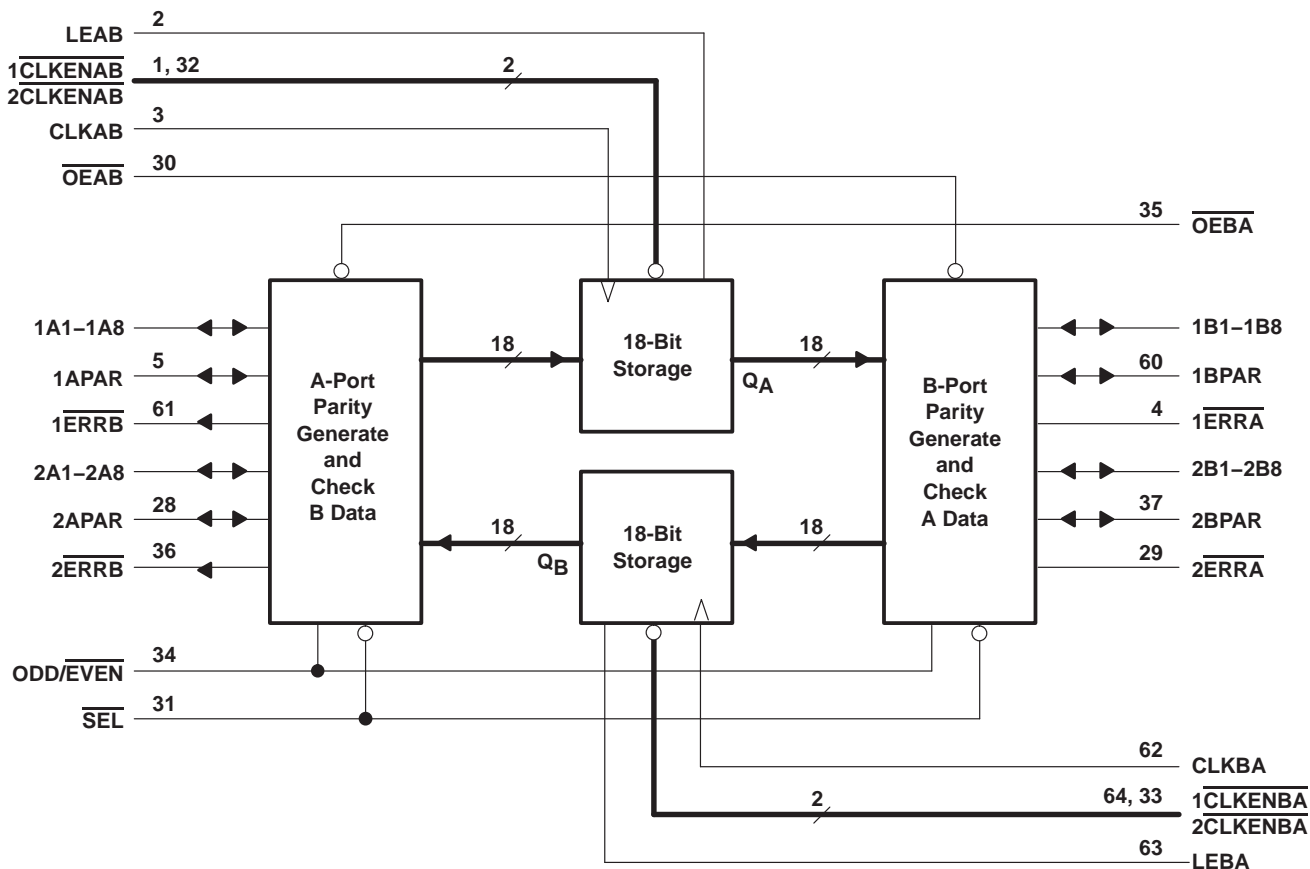 LEAB 2
1CLKENAB 1, 32 2
2CLKENAB
CLKAB 3
OEAB 30
35 OEBA
1A1–1A8
5
1APAR
61
1ERRB
2A1–2A8
28
2APAR
36
2ERRB
A-Port
Parity
Generate
and
Check
B Data
18
18-Bit
Storage
QA
18
18
QB
18-Bit
Storage
18
B-Port
Parity
Generate
and
Check
A Data
1B1–1B8
60
1BPAR
4
1ERRA
2B1–2B8
37
2BPAR
29
2ERRA
ODD/EVEN 34
SEL 31
62 CLKBA
2 64, 33 1CLKENBA
2CLKENBA
63 LEBA